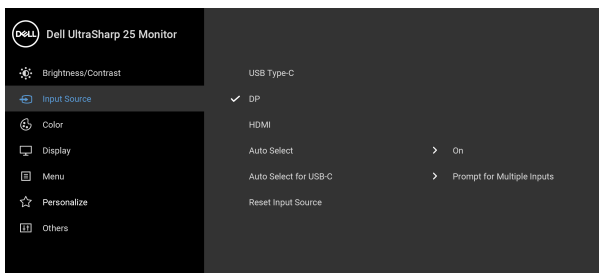 DELL Dell UltraSharp 25 Monitor
Brightness/Contrast
USB Type-C
Input Source
DP
Color
HDMI
Display
Auto Select
On
Menu
Auto Select for USB-C
Prompt for Multiple Inputs
Personalize
Reset Input Source
Others